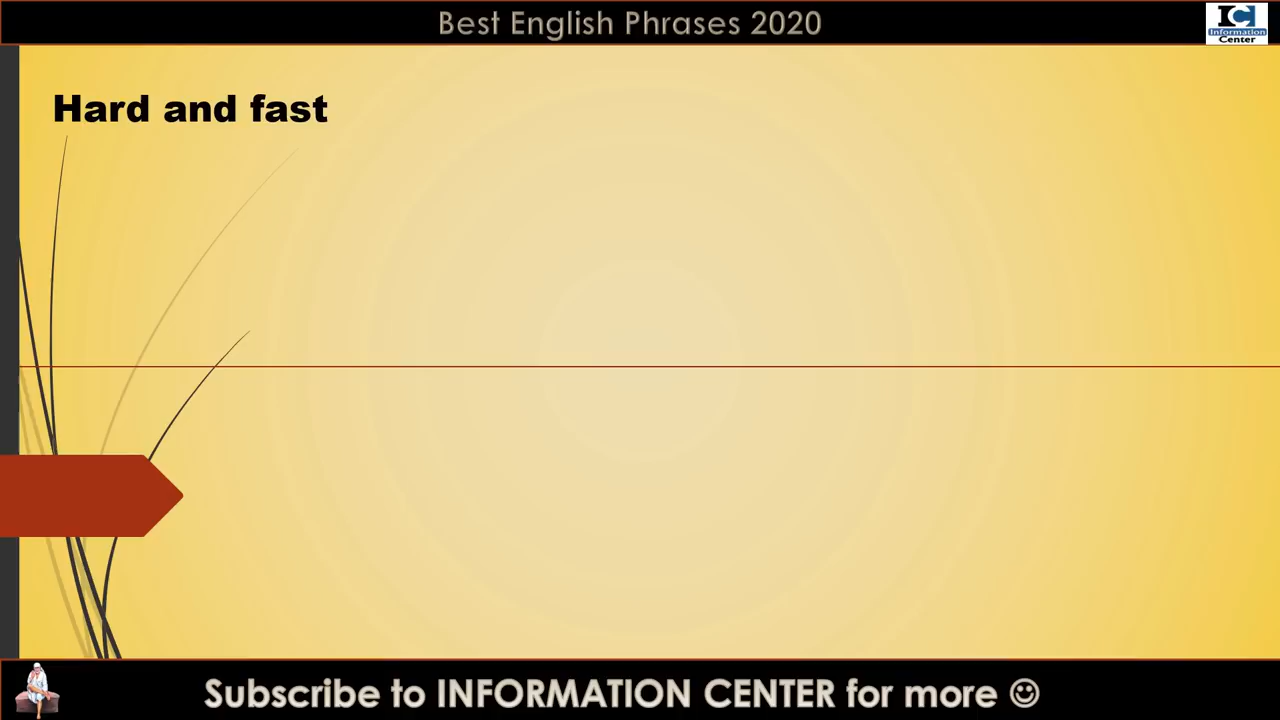 Best English Phrases 2020
IC
Information
Center
Hard and fast
Subscribe to INFORMATION CENTER for more ☺